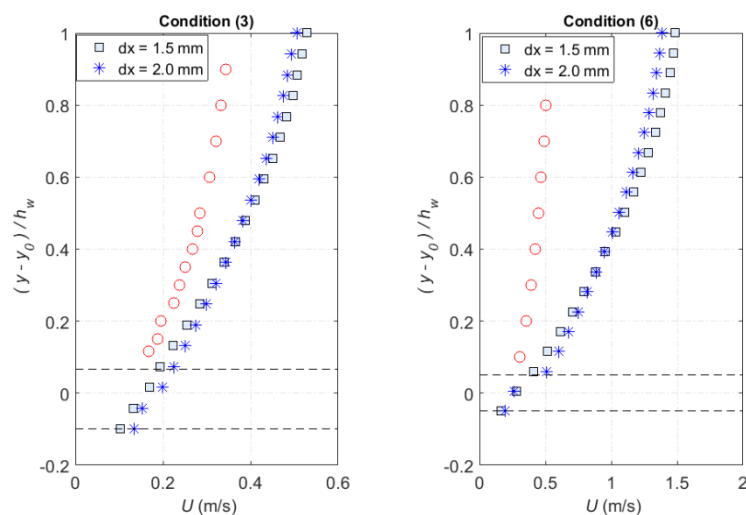 Condition (3)
dx = 1.5 mm
dx = 2.0 mm
1
0.8
0.6
0.4
0.2
0
-0.2
(y - y0) / hw
0 0.2 0.4 0.6
U (m/s)
Condition (6)
dx = 1.5 mm
dx = 2.0 mm
1
0.8
0.6
0.4
0.2
0
-0.2
(y - y0) / hw
0 0.5 1 1.5 2
U (m/s)